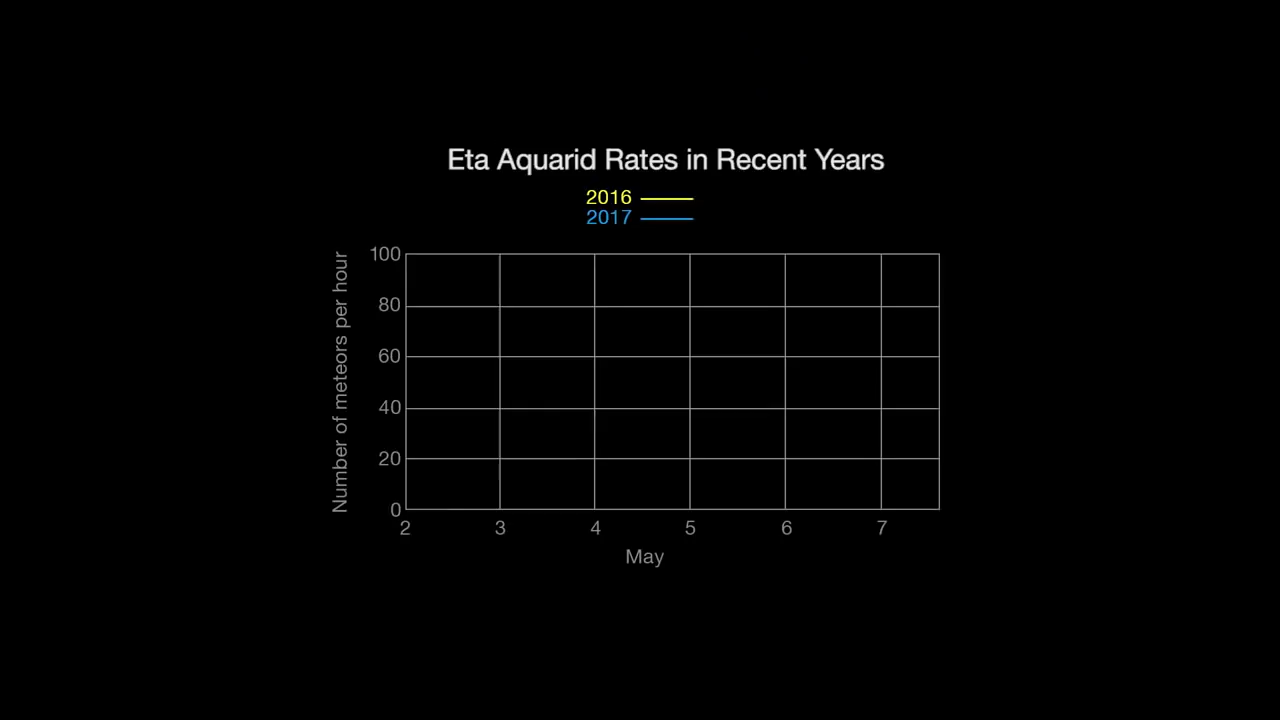 Eta Aquarid Rates in Recent Years
2016
2017
Number of meteors per hour
100
80
60
40
20
0
2 3 4 5 6 7
May